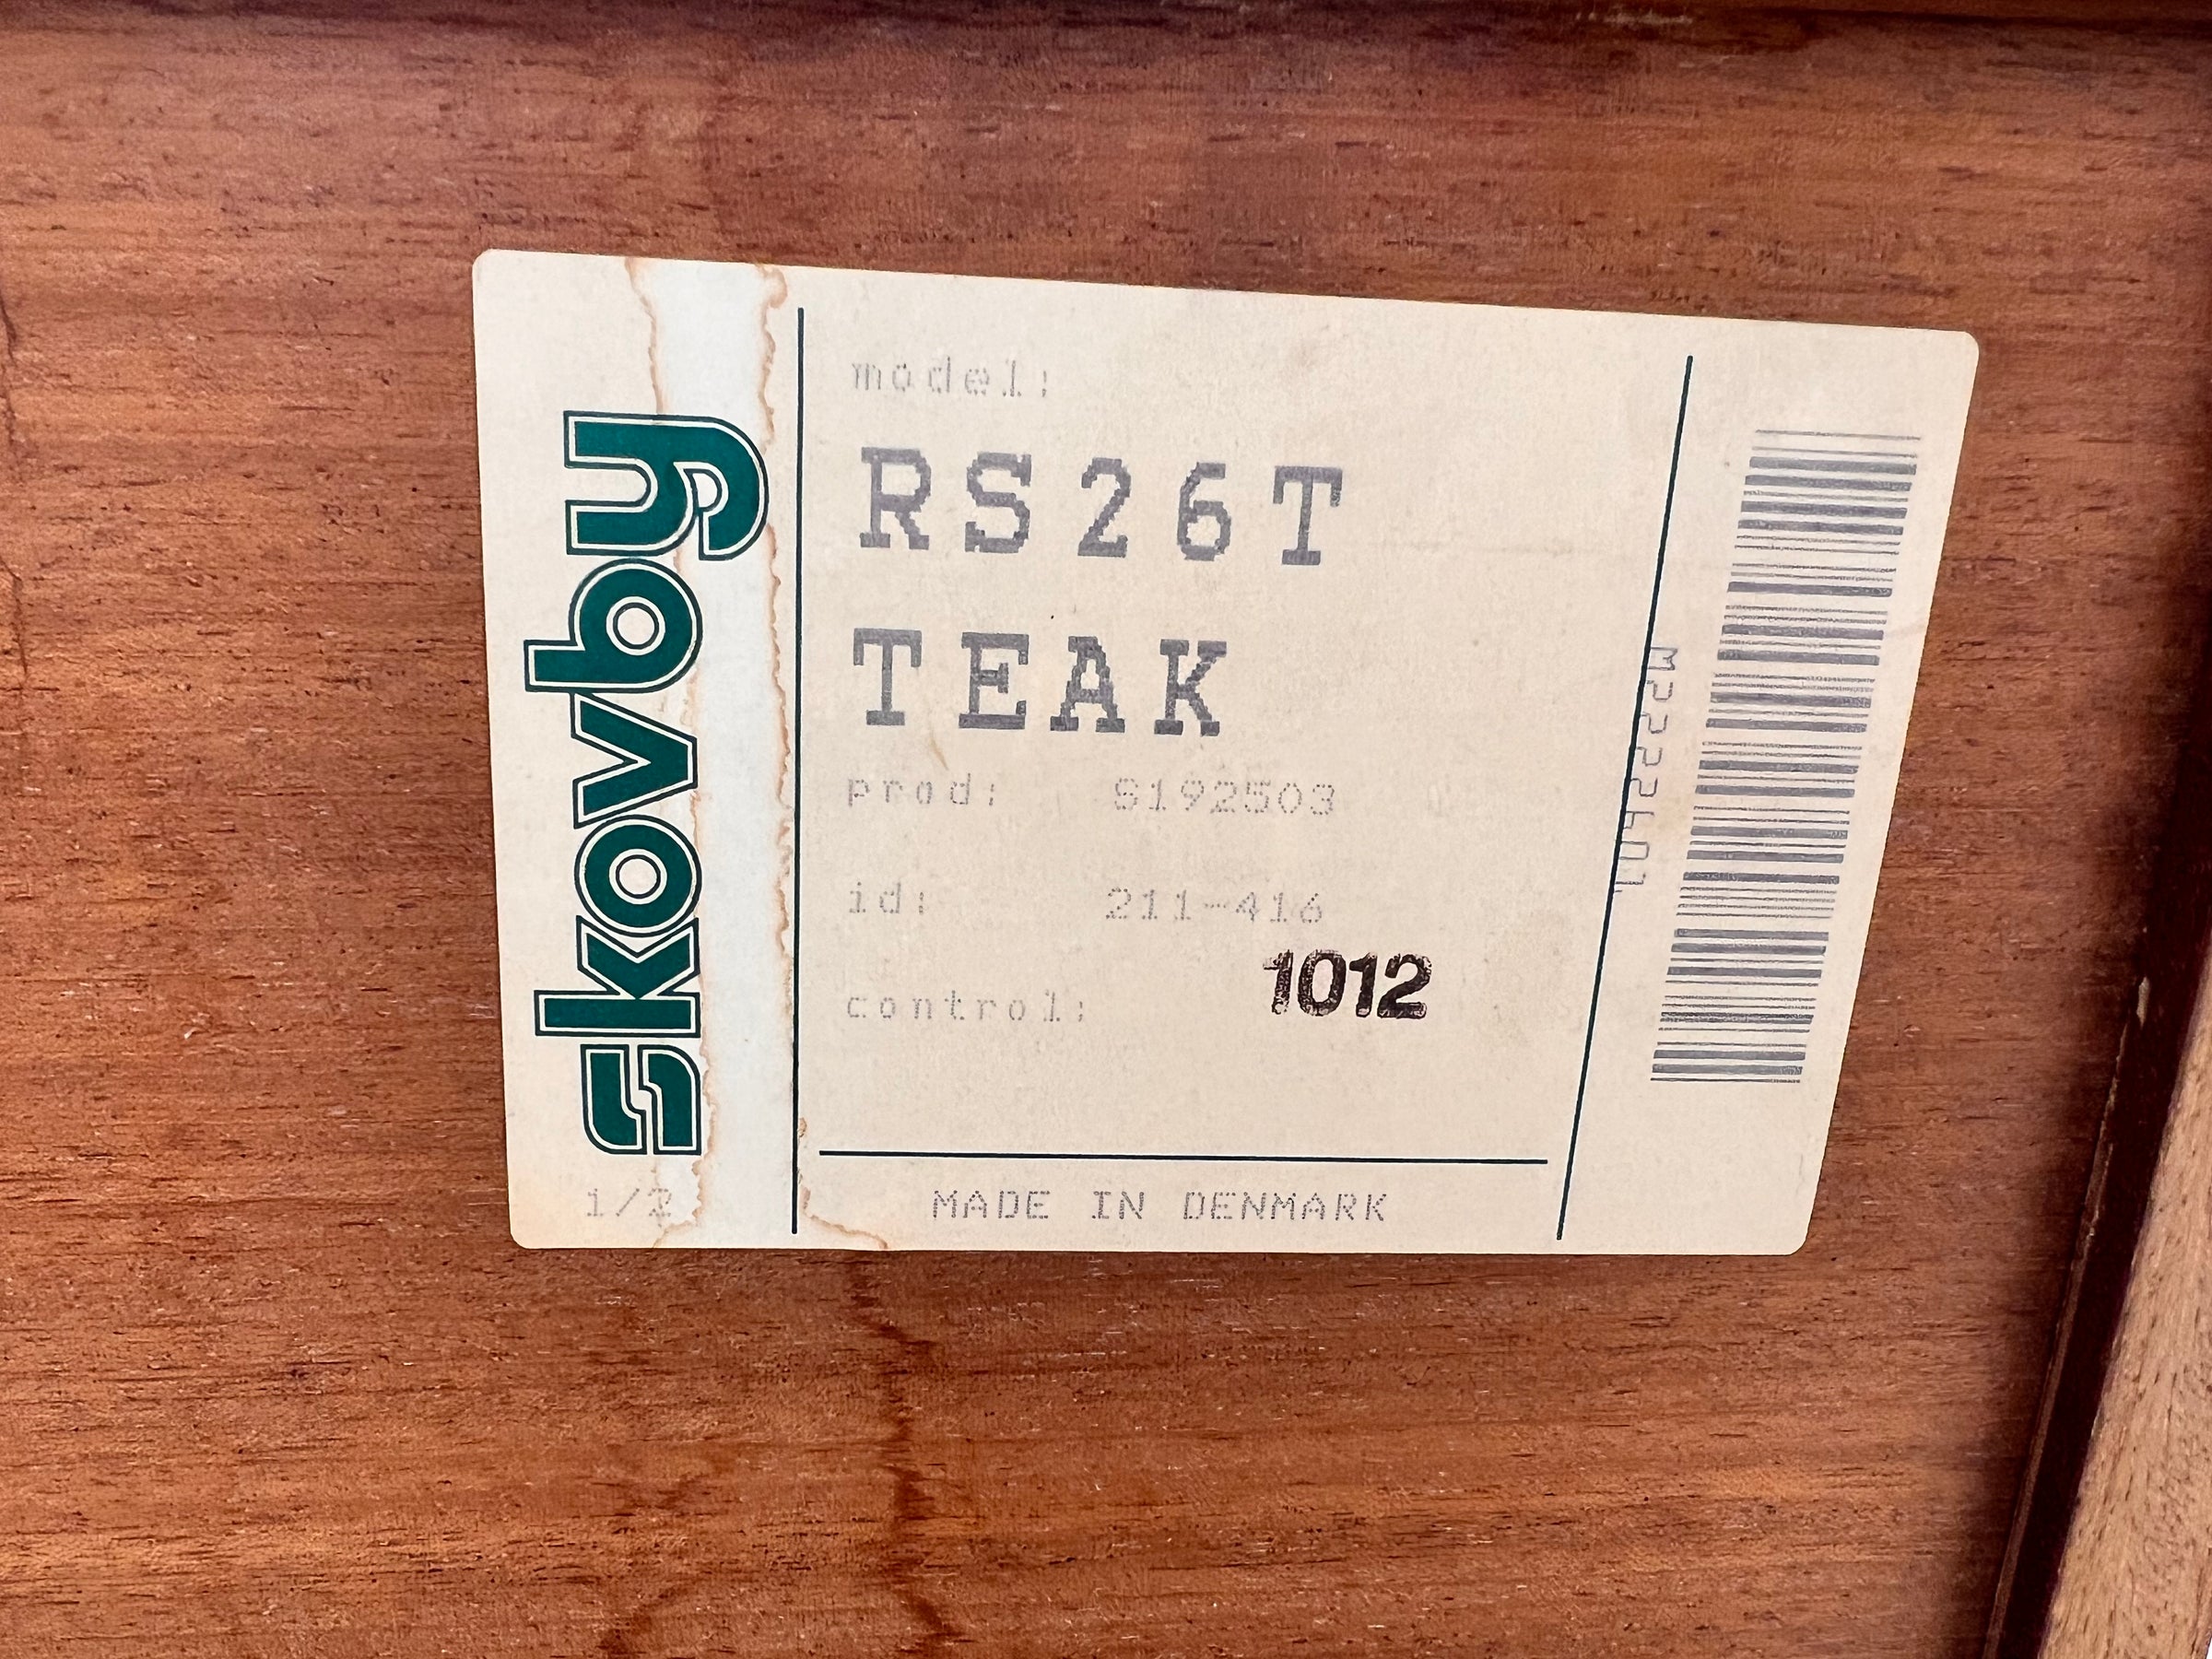 skovby
model:
RS26T
TEAK
prod: S192503
id: 211-416
control: 1012
1/2
MADE IN DENMARK